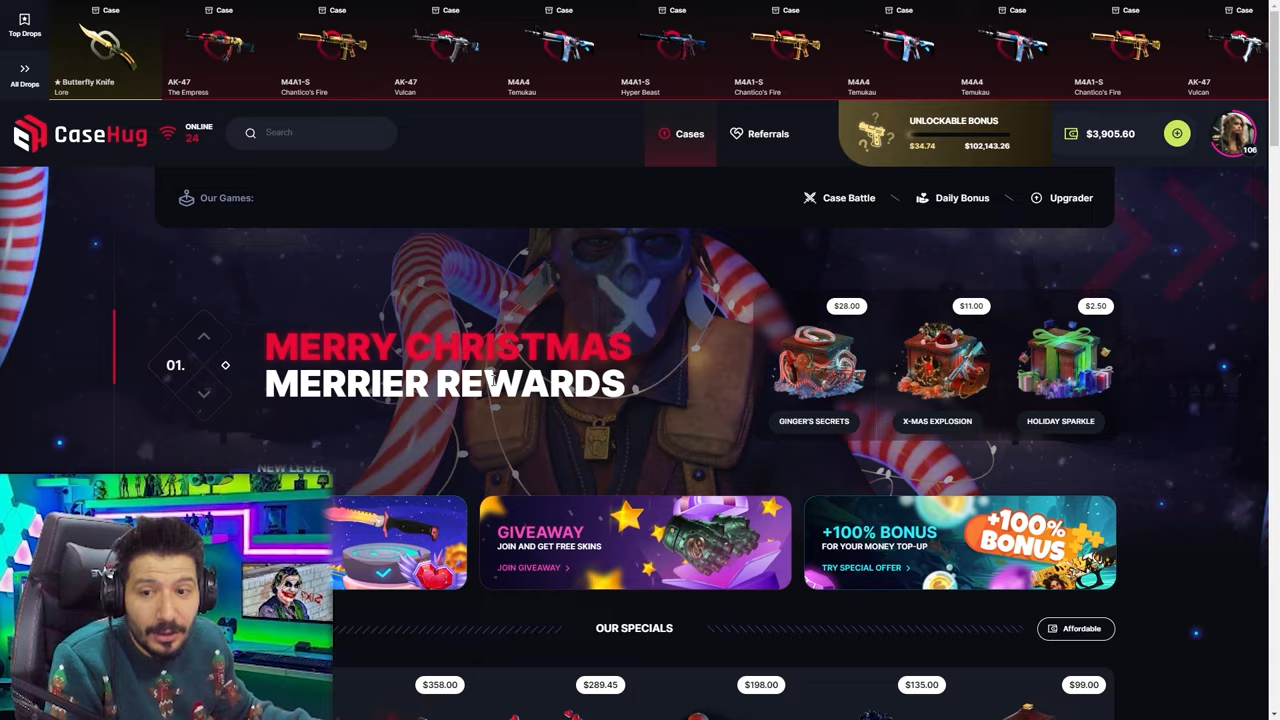 Top Drops
All Drops
Case
★ Butterfly Knife
Lore
Case
AK-47
The Empress
Case
M4A1-S
Chantico's Fire
Case
AK-47
Vulcan
Case
M4A4
Temukau
Case
M4A1-S
Hyper Beast
Case
M4A1-S
Chantico's Fire
Case
M4A4
Temukau
Case
M4A4
Temukau
Case
M4A1-S
Chantico's Fire
Case
AK-47
Vulcan
CaseHug
ONLINE
24
Search
Cases
Referrals
UNLOCKABLE BONUS
$34.74
$102,143.26
$3,905.60
106
Our Games:
Case Battle
Daily Bonus
Upgrader
01.
MERRY CHRISTMAS
MERRIER REWARDS
$28.00
GINGER'S SECRETS
$11.00
X-MAS EXPLOSION
$2.50
HOLIDAY SPARKLE
NEW LEVEL,
GIVEAWAY
JOIN AND GET FREE SKINS
JOIN GIVEAWAY >
+100% BONUS
FOR YOUR MONEY TOP-UP
TRY SPECIAL OFFER >
+100%
BONUS
OUR SPECIALS
Affordable
$358.00
$289.45
$198.00
$135.00
$99.00